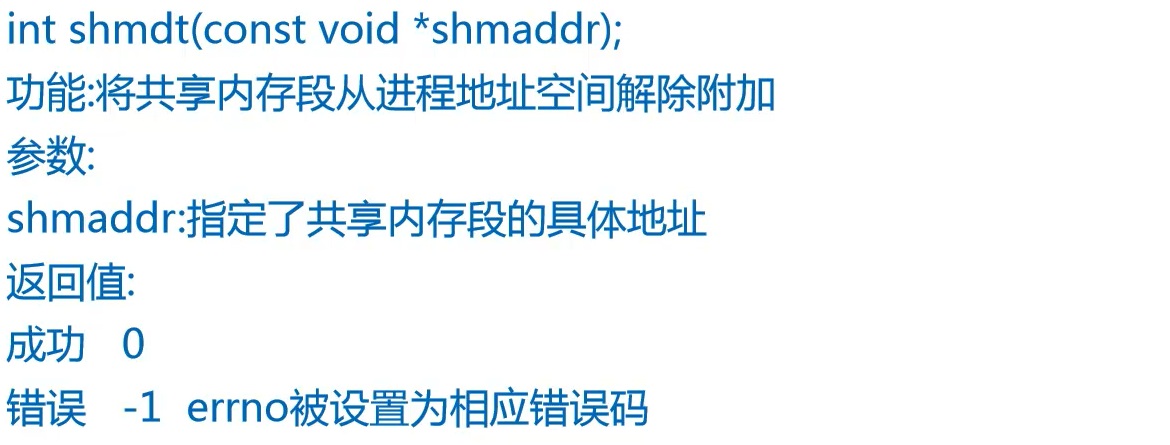 int shmdt(const void *shmaddr);
功能:将共享内存段从进程地址空间解除附加
参数:
shmaddr:指定了共享内存段的具体地址
返回值:
成功 0
错误 -1 errno被设置为相应错误码